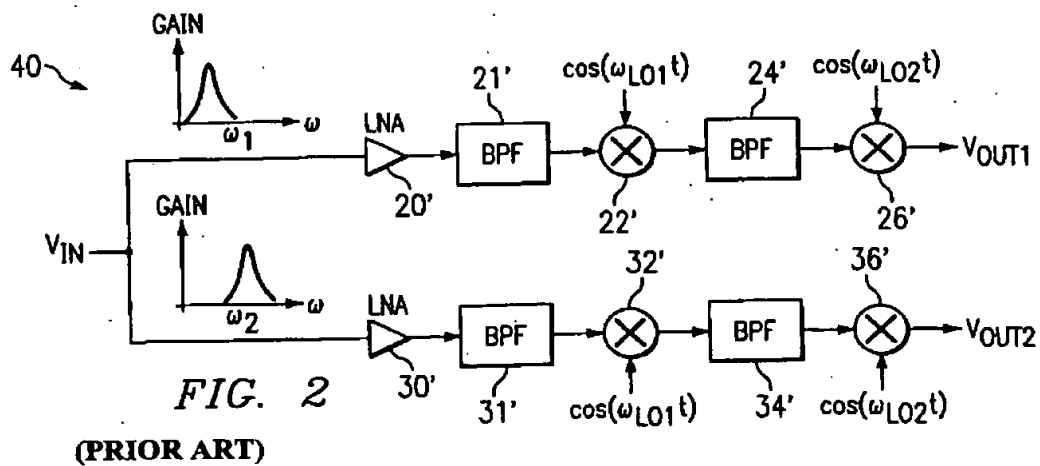 GAIN
40
ω1 ω
LNA
20'
21'
BPF
cos(ωLO1t)
22'
24'
BPF
cos(ωLO2t)
26'
VOUT1
GAIN
VIN
ω2 ω
LNA
30'
BPF
31'
32'
cos(ωLO1t)
BPF
34'
36'
cos(ωLO2t)
VOUT2
FIG. 2
(PRIOR ART)